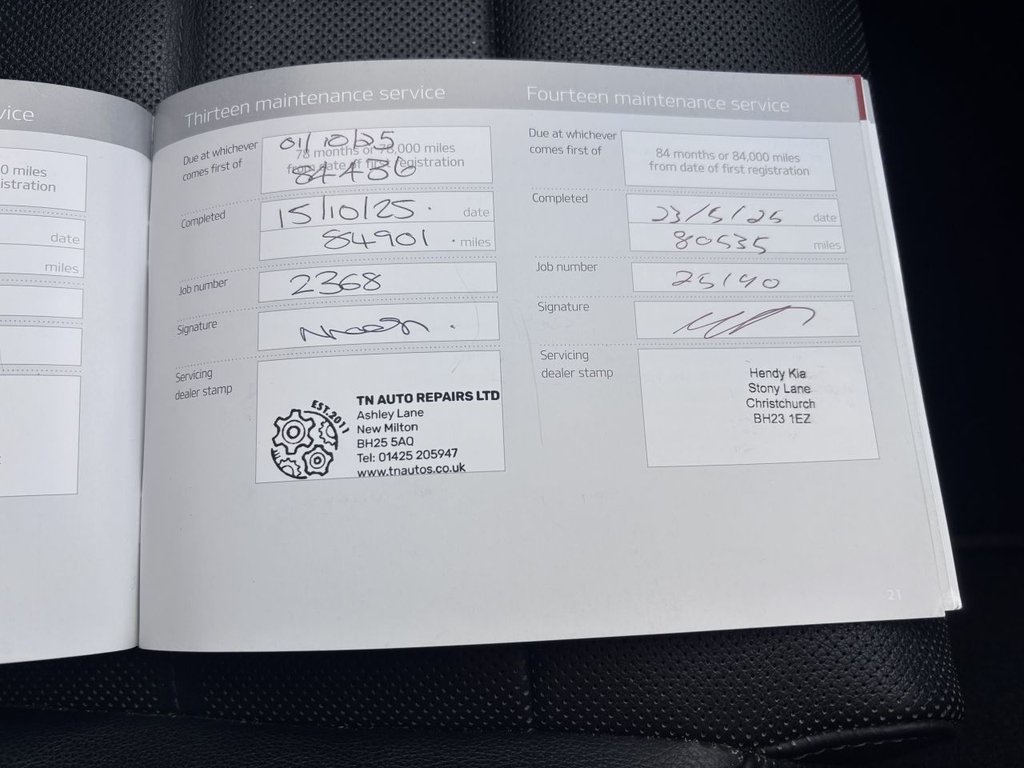 vice
0 miles
istration
date
miles
Thirteen maintenance service
Due at whichever
comes first of
01/10/25
78 months or 78,000 miles
from date of first registration
84486
Completed
15/10/25. date
84901 . miles
Job number
2368
Signature
Servicing
dealer stamp
EST.2011
TN AUTO REPAIRS LTD
Ashley Lane
New Milton
BH25 5AQ
Tel: 01425 205947
www.tnautos.co.uk
Fourteen maintenance service
Due at whichever
comes first of
84 months or 84,000 miles
from date of first registration
Completed
23/5/25 date
80535 miles
Job number
25140
Signature
Servicing
dealer stamp
Hendy Kia
Stony Lane
Christchurch
BH23 1EZ
21